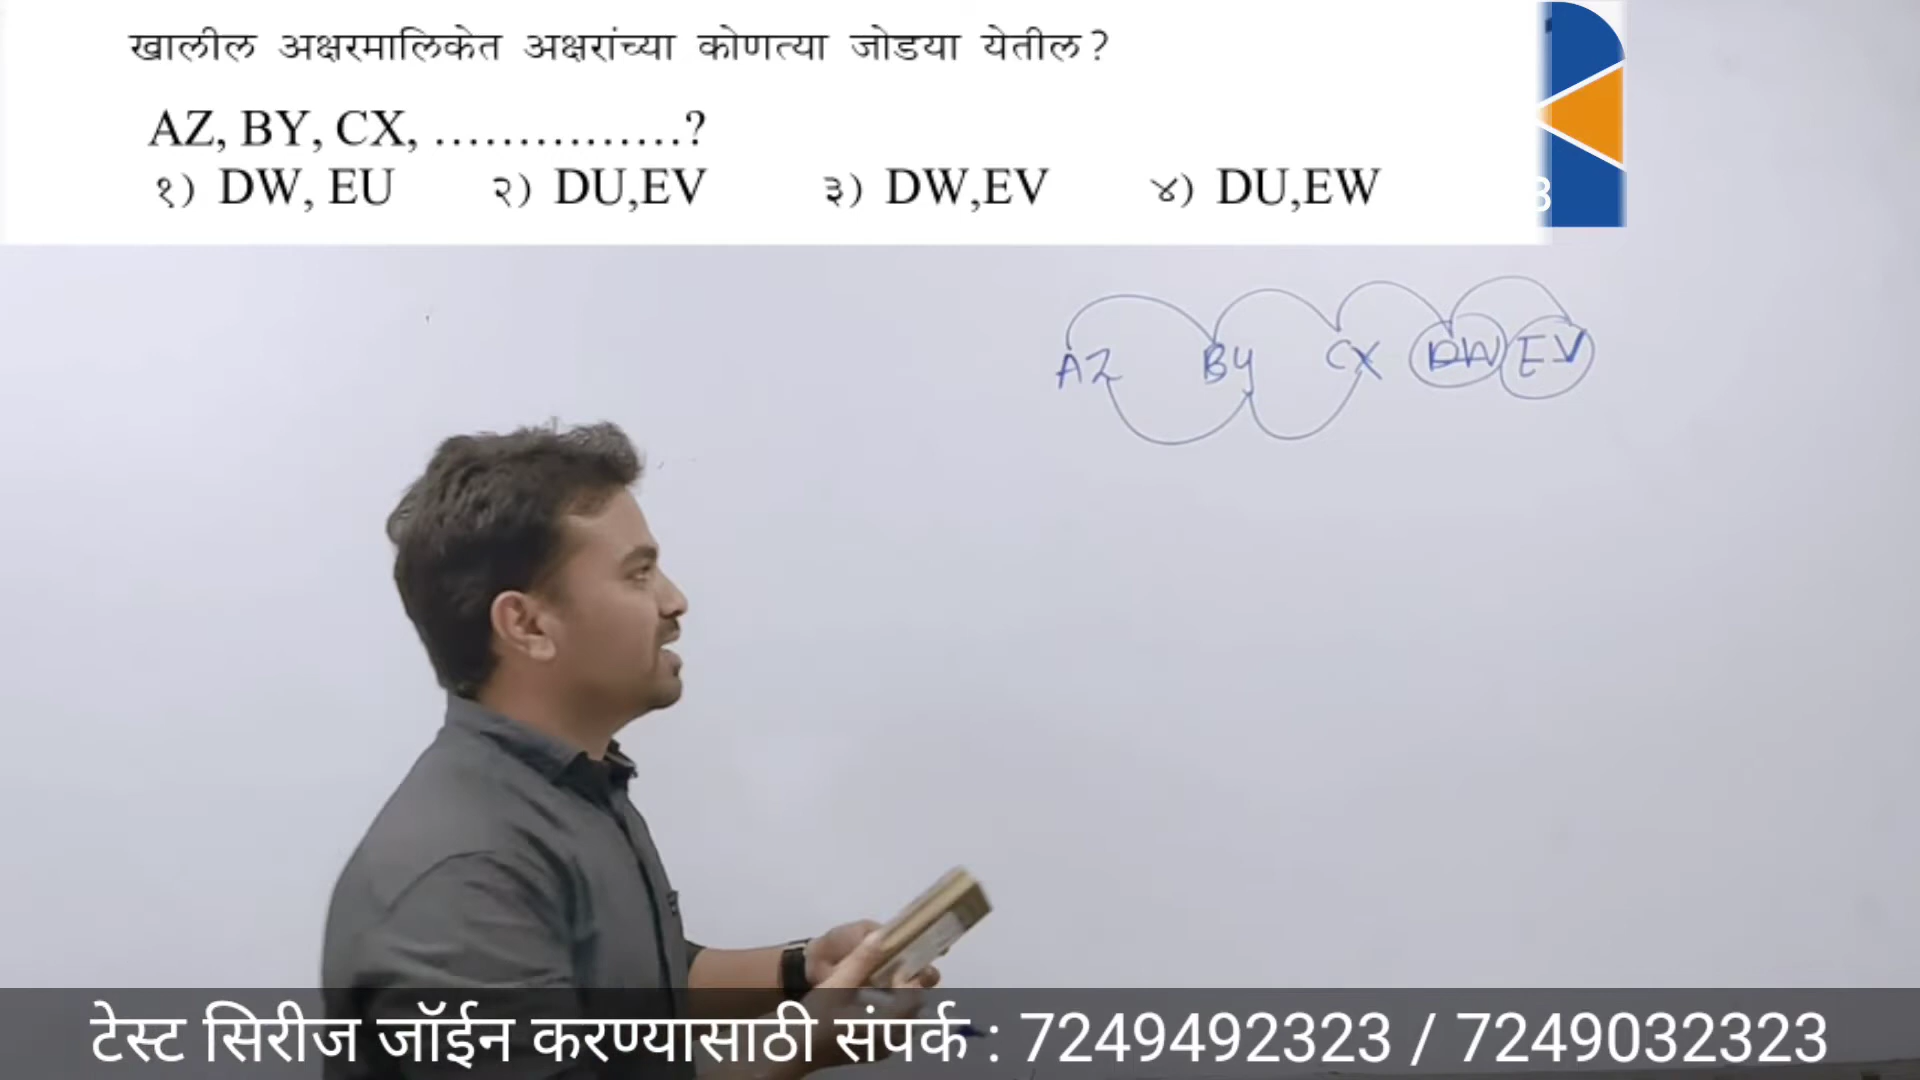 खालील अक्षरमालिकेत अक्षरांच्या कोणत्या जोडया येतील ?
AZ, BY, CX, ...............?
१) DW, EU २) DU,EV ३) DW,EV ४) DU,EW
3
AZ BY CX DW EV
टेस्ट सिरीज जॉईन करण्यासाठी संपर्क : 7249492323 / 7249032323